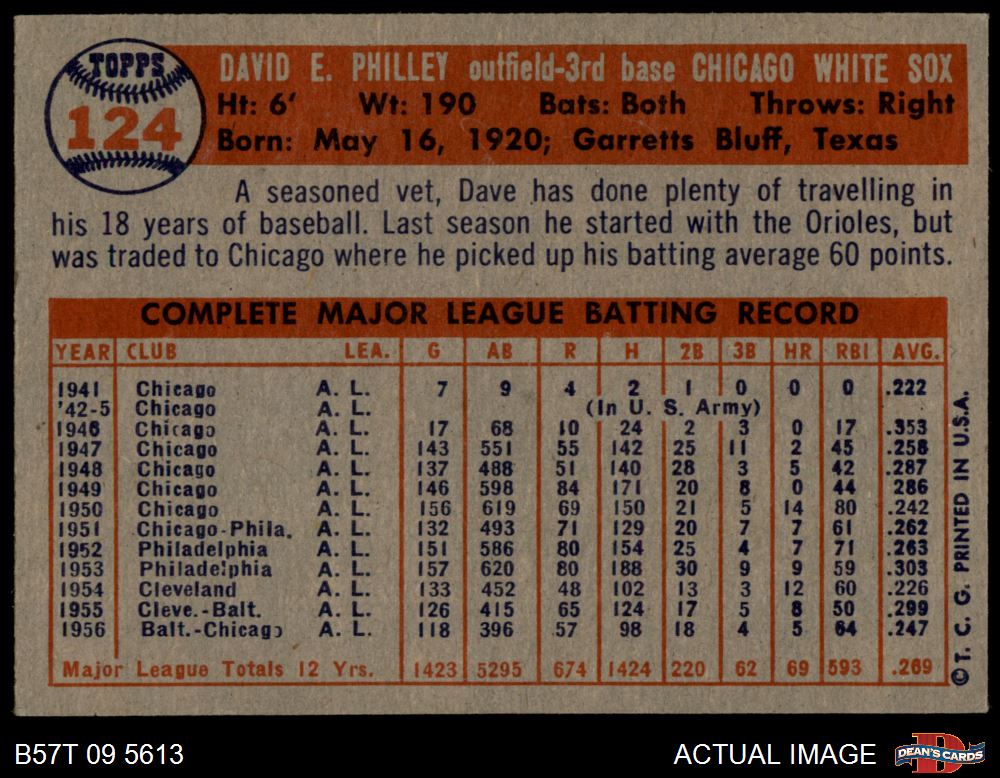 TOPPS
124
DAVID E. PHILLEY outfield-3rd base CHICAGO WHITE SOX
Ht: 6' Wt: 190 Bats: Both Throws: Right
Born: May 16, 1920; Garretts Bluff, Texas
A seasoned vet, Dave has done plenty of travelling in
his 18 years of baseball. Last season he started with the Orioles, but
was traded to Chicago where he picked up his batting average 60 points.
COMPLETE MAJOR LEAGUE BATTING RECORD
YEAR CLUB LEA. G AB R H 2B 3B HR RBI AVG.
1941 Chicago A. L. 7 9 4 2 1 0 0 0 .222
'42-5 Chicago A. L. (In U. S. Army)
1946 Chicago A. L. 17 68 10 24 2 3 0 17 .353
1947 Chicago A. L. 143 551 55 142 25 11 2 45 .258
1948 Chicago A. L. 137 488 51 140 28 3 5 42 .287
1949 Chicago A. L. 146 598 84 171 20 8 0 44 .286
1950 Chicago A. L. 156 619 69 150 21 5 14 80 .242
1951 Chicago-Phila. A. L. 132 493 71 129 20 7 7 61 .262
1952 Philadelphia A. L. 151 586 80 154 25 4 7 71 .263
1953 Philadelphia A. L. 157 620 80 188 30 9 9 59 .303
1954 Cleveland A. L. 133 452 48 102 13 3 12 60 .226
1955 Cleve.-Balt. A. L. 126 415 65 124 17 5 8 50 .299
1956 Balt.-Chicago A. L. 118 396 57 98 18 4 5 64 .247
Major League Totals 12 Yrs. 1423 5295 674 1424 220 62 69 593 .269
©T. C. G. PRINTED IN U.S.A.
B57T 09 5613
ACTUAL IMAGE
DEAN'S CARDS